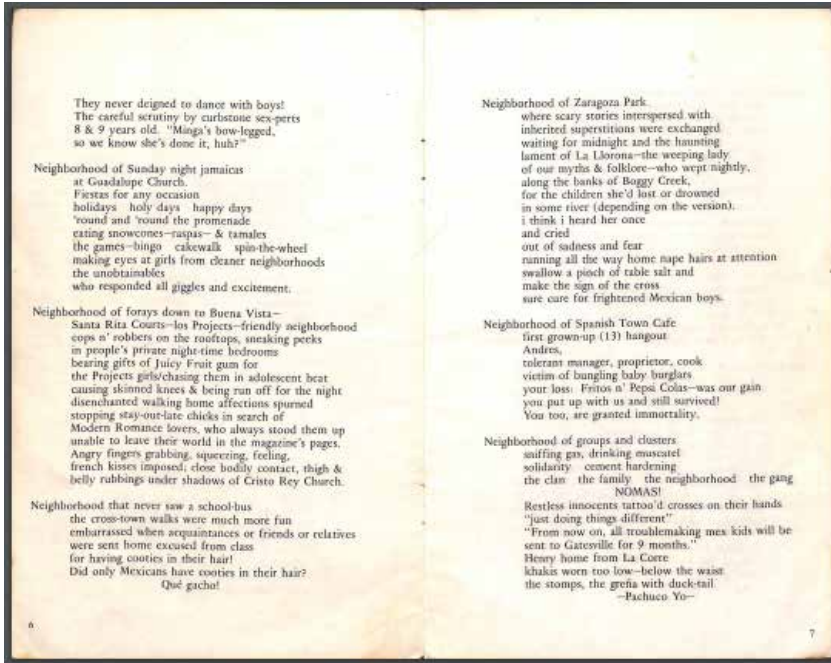 They never deigned to dance with boys!
The careful scrutiny by curbstone sex-perts
8 & 9 years old. "Minga's bow-legged,
so we know she's done it, huh?"
Neighborhood of Sunday night jamaicas
at Guadalupe Church.
Fiestas for any occasion
holidays holy days happy days
'round and 'round the promenade
eating snowcones—raspas—& tamales
the games—bingo cakewalk spin-the-wheel
making eyes at girls from cleaner neighborhoods
the unobtainables
who responded all giggles and excitement.
Neighborhood of forays down to Buena Vista—
Santa Rita Courts—los Projects—friendly neighborhood
cops n' robbers on the rooftops, sneaking peeks
in people's private night-time bedrooms
bearing gifts of Juicy Fruit gum for
the Projects girls/chasing them in adolescent heat
causing skinned knees & being run off for the night
disenchanted walking home affections spurned
stopping stay-out-late chicks in search of
Modern Romance lovers, who always stood them up
unable to leave their world in the magazine's pages.
Angry fingers grabbing, squeezing, feeling,
french kisses imposed; close bodily contact, thigh &
belly rubbings under shadows of Cristo Rey Church.
Neighborhood that never saw a school-bus
the cross-town walks were much more fun
embarrassed when acquaintances or friends or relatives
were sent home excused from class
for having cooties in their hair!
Did only Mexicans have cooties in their hair?
Qué gacho!
6
Neighborhood of Zaragoza Park
where scary stories interspersed with
inherited superstitions were exchanged
waiting for midnight and the haunting
lament of La Llorona—the weeping lady
of our myths & folklore—who wept nightly,
along the banks of Boggy Creek,
for the children she'd lost or drowned
in some river (depending on the version).
i think i heard her once
and cried
out of sadness and fear
running all the way home nape hairs at attention
swallow a pinch of table salt and
make the sign of the cross
sure cure for frightened Mexican boys.
Neighborhood of Spanish Town Cafe
first grown-up (13) hangout
Andres,
tolerant manager, proprietor, cook
victim of bungling baby burglars
your loss: Fritos n' Pepsi Colas—was our gain
you put up with us and still survived!
You too, are granted immortality.
Neighborhood of groups and clusters
sniffing gas, drinking muscatel
solidarity cement hardening
the clan the family the neighborhood the gang
NOMAS!
Restless innocents tattoo'd crosses on their hands
"just doing things different"
"From now on, all troublemaking mex kids will be
sent to Gatesville for 9 months."
Henry home from La Corre
khakis worn too low—below the waist
the stomps, the greña with duck-tail
—Pachuco Yo—
7